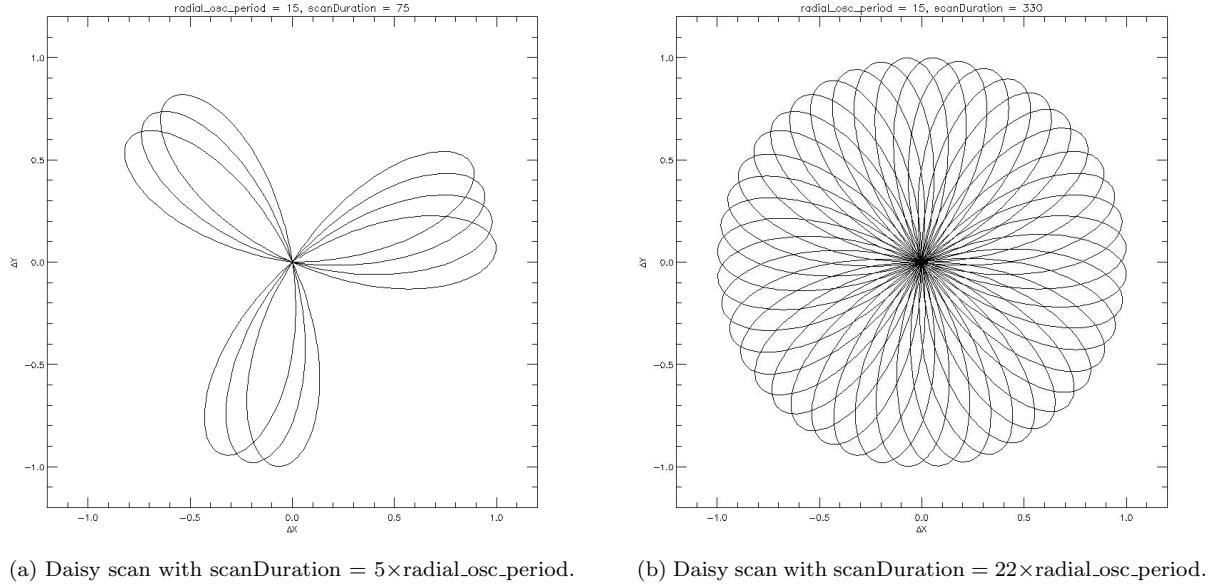 radial_osc_period = 15, scanDuration = 75
1.0
0.5
0.0
−0.5
−1.0
ΔY
−1.0 −0.5 0.0 0.5 1.0
ΔX
(a) Daisy scan with scanDuration = 5×radial_osc_period.
radial_osc_period = 15, scanDuration = 330
1.0
0.5
0.0
−0.5
−1.0
ΔY
−1.0 −0.5 0.0 0.5 1.0
ΔX
(b) Daisy scan with scanDuration = 22×radial_osc_period.